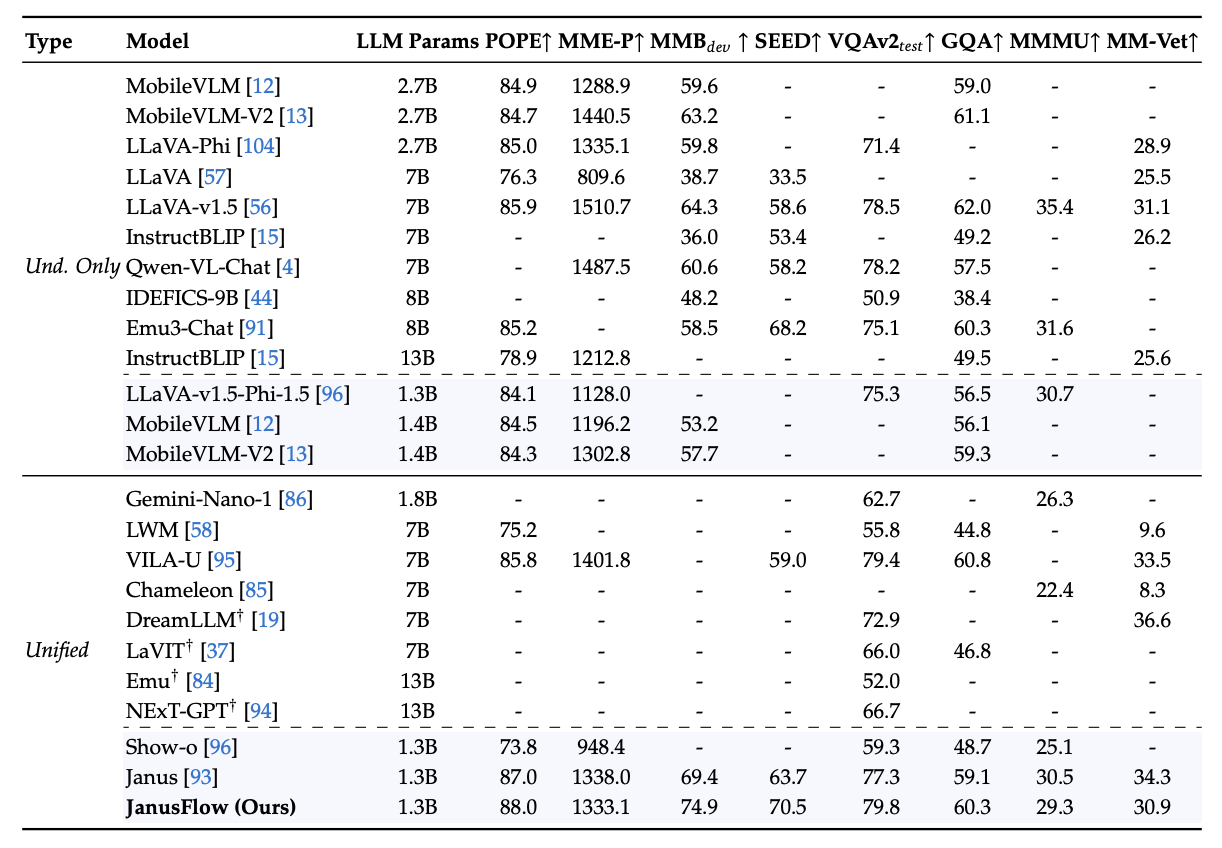 Type Model LLM Params POPE↑ MME-P↑ MMB_dev ↑ SEED↑ VQAv2_test↑ GQA↑ MMMU↑ MM-Vet↑
MobileVLM [12] 2.7B 84.9 1288.9 59.6 - - 59.0 - -
MobileVLM-V2 [13] 2.7B 84.7 1440.5 63.2 - - 61.1 - -
LLaVA-Phi [104] 2.7B 85.0 1335.1 59.8 - 71.4 - - 28.9
LLaVA [57] 7B 76.3 809.6 38.7 33.5 - - - 25.5
LLaVA-v1.5 [56] 7B 85.9 1510.7 64.3 58.6 78.5 62.0 35.4 31.1
InstructBLIP [15] 7B - - 36.0 53.4 - 49.2 - 26.2
Und. Only Qwen-VL-Chat [4] 7B - 1487.5 60.6 58.2 78.2 57.5 - -
IDEFICS-9B [44] 8B - - 48.2 - 50.9 38.4 - -
Emu3-Chat [91] 8B 85.2 - 58.5 68.2 75.1 60.3 31.6 -
InstructBLIP [15] 13B 78.9 1212.8 - - - 49.5 - 25.6
LLaVA-v1.5-Phi-1.5 [96] 1.3B 84.1 1128.0 - - 75.3 56.5 30.7 -
MobileVLM [12] 1.4B 84.5 1196.2 53.2 - - 56.1 - -
MobileVLM-V2 [13] 1.4B 84.3 1302.8 57.7 - - 59.3 - -
Gemini-Nano-1 [86] 1.8B - - - - 62.7 - 26.3 -
LWM [58] 7B 75.2 - - - 55.8 44.8 - 9.6
VILA-U [95] 7B 85.8 1401.8 - 59.0 79.4 60.8 - 33.5
Chameleon [85] 7B - - - - - - 22.4 8.3
DreamLLM† [19] 7B - - - - 72.9 - - 36.6
Unified LaVIT† [37] 7B - - - - 66.0 46.8 - -
Emu† [84] 13B - - - - 52.0 - - -
NExT-GPT† [94] 13B - - - - 66.7 - - -
Show-o [96] 1.3B 73.8 948.4 - - 59.3 48.7 25.1 -
Janus [93] 1.3B 87.0 1338.0 69.4 63.7 77.3 59.1 30.5 34.3
JanusFlow (Ours) 1.3B 88.0 1333.1 74.9 70.5 79.8 60.3 29.3 30.9